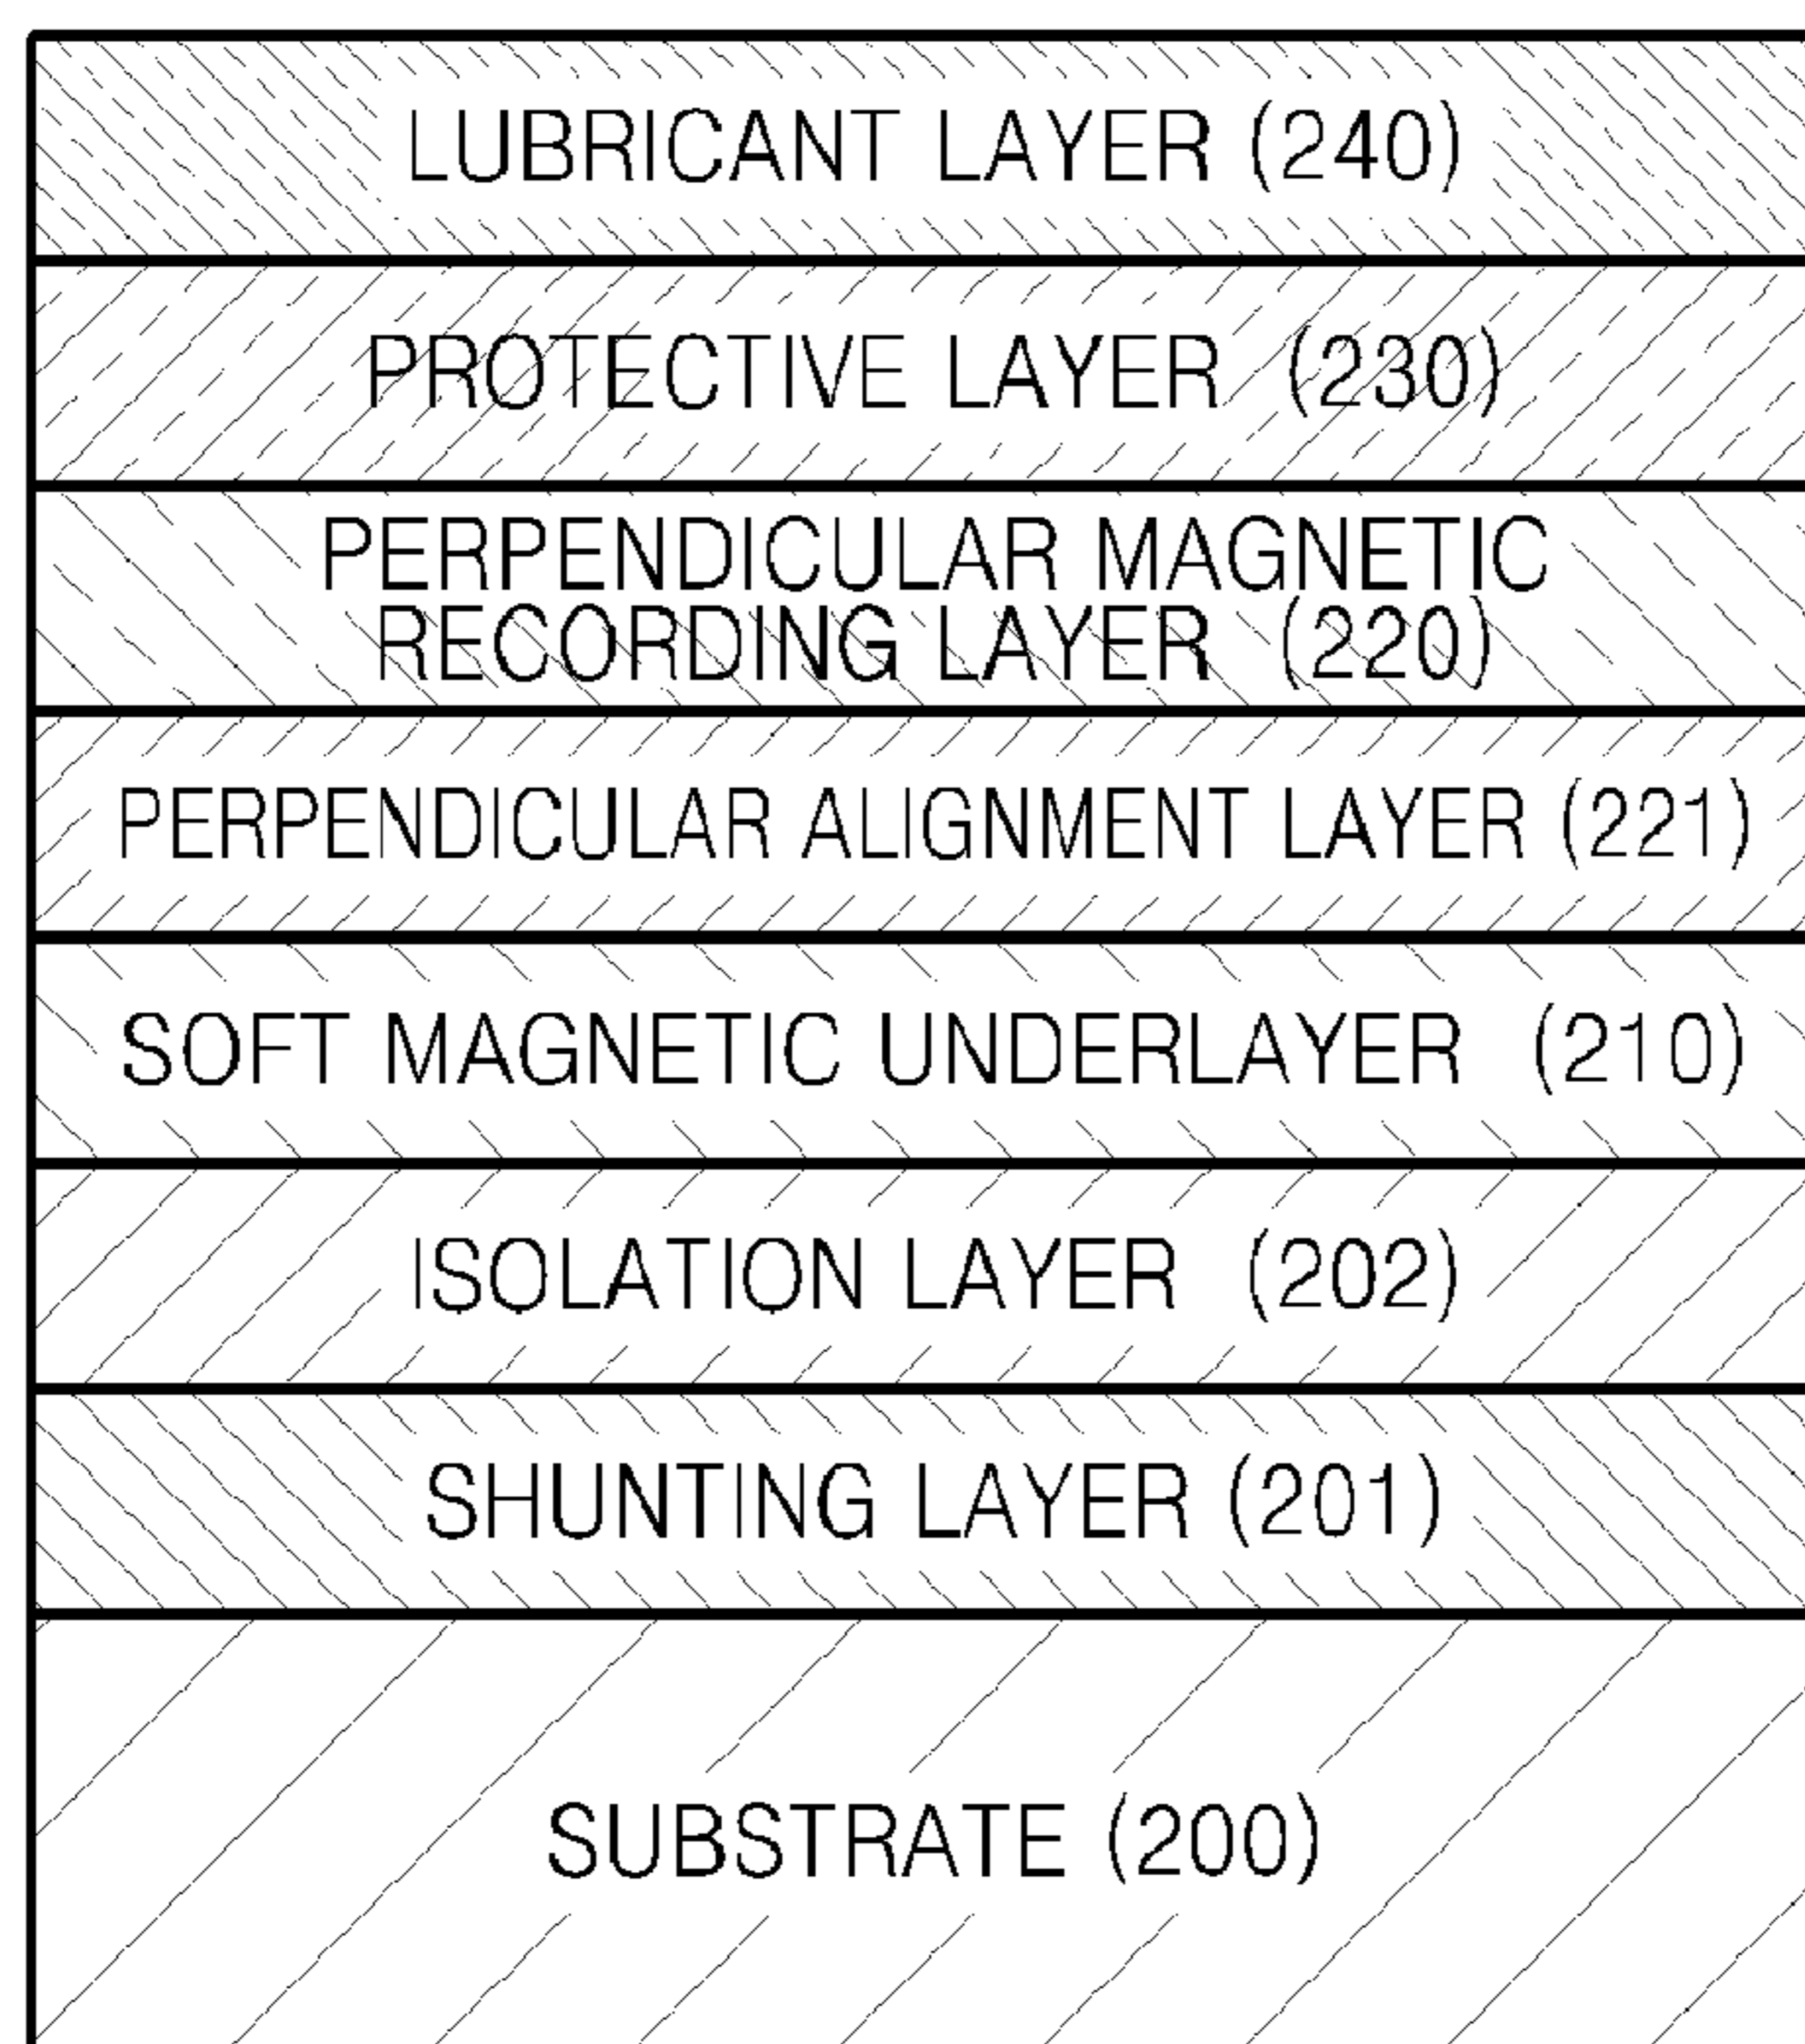 LUBRICANT LAYER (240)
PROTECTIVE LAYER (230)
PERPENDICULAR MAGNETIC
RECORDING LAYER (220)
PERPENDICULAR ALIGNMENT LAYER (221)
SOFT MAGNETIC UNDERLAYER (210)
ISOLATION LAYER (202)
SHUNTING LAYER (201)
SUBSTRATE (200)